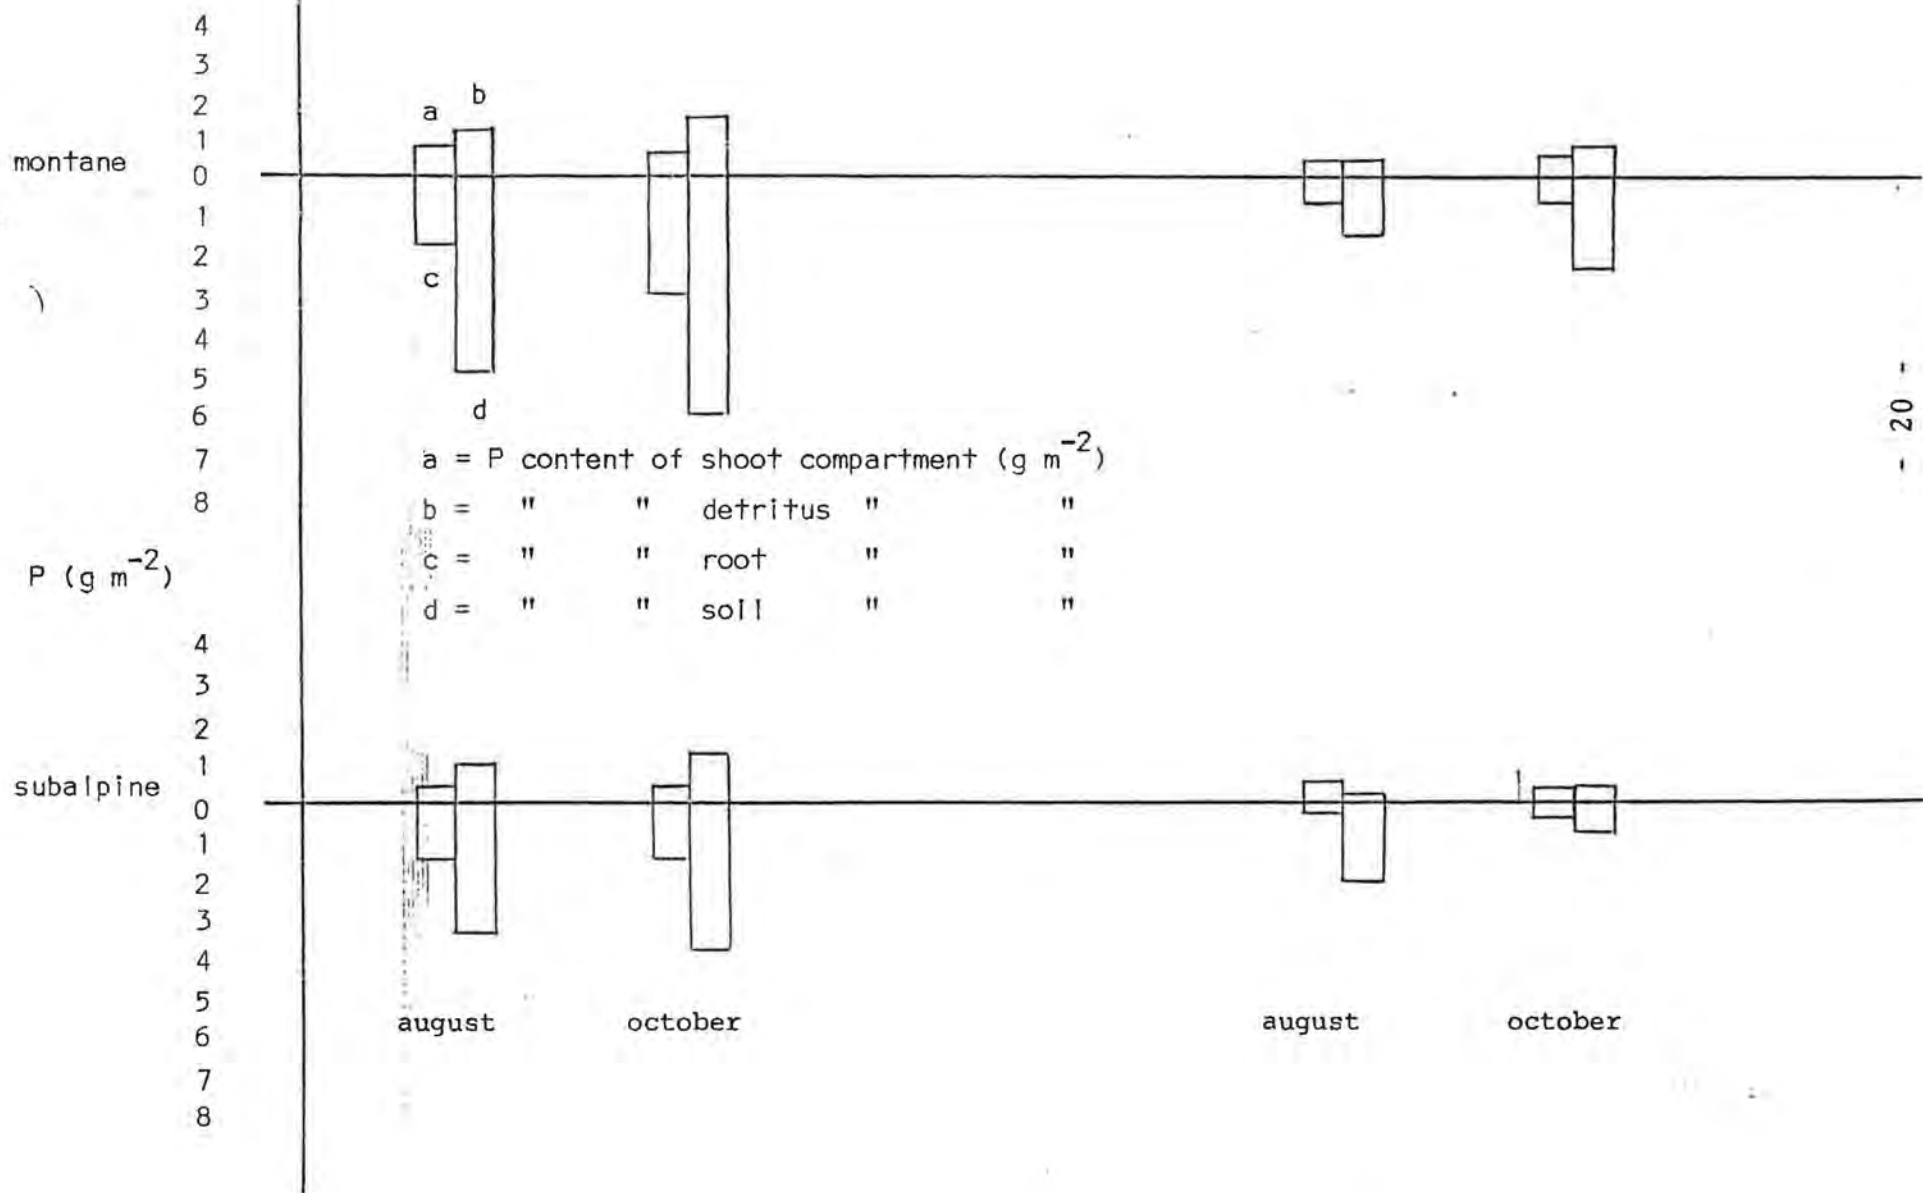 4
3
2
1
montane 0
1
2
3
4
5
6
7
8
a b
c
d
a = P content of shoot compartment (g m⁻²)
b = " " detritus " "
c = " " root " "
d = " " soil " "
P (g m⁻²)
4
3
2
1
subalpine 0
1
2
3
4
5
6
7
8
august october august october
- 20 -